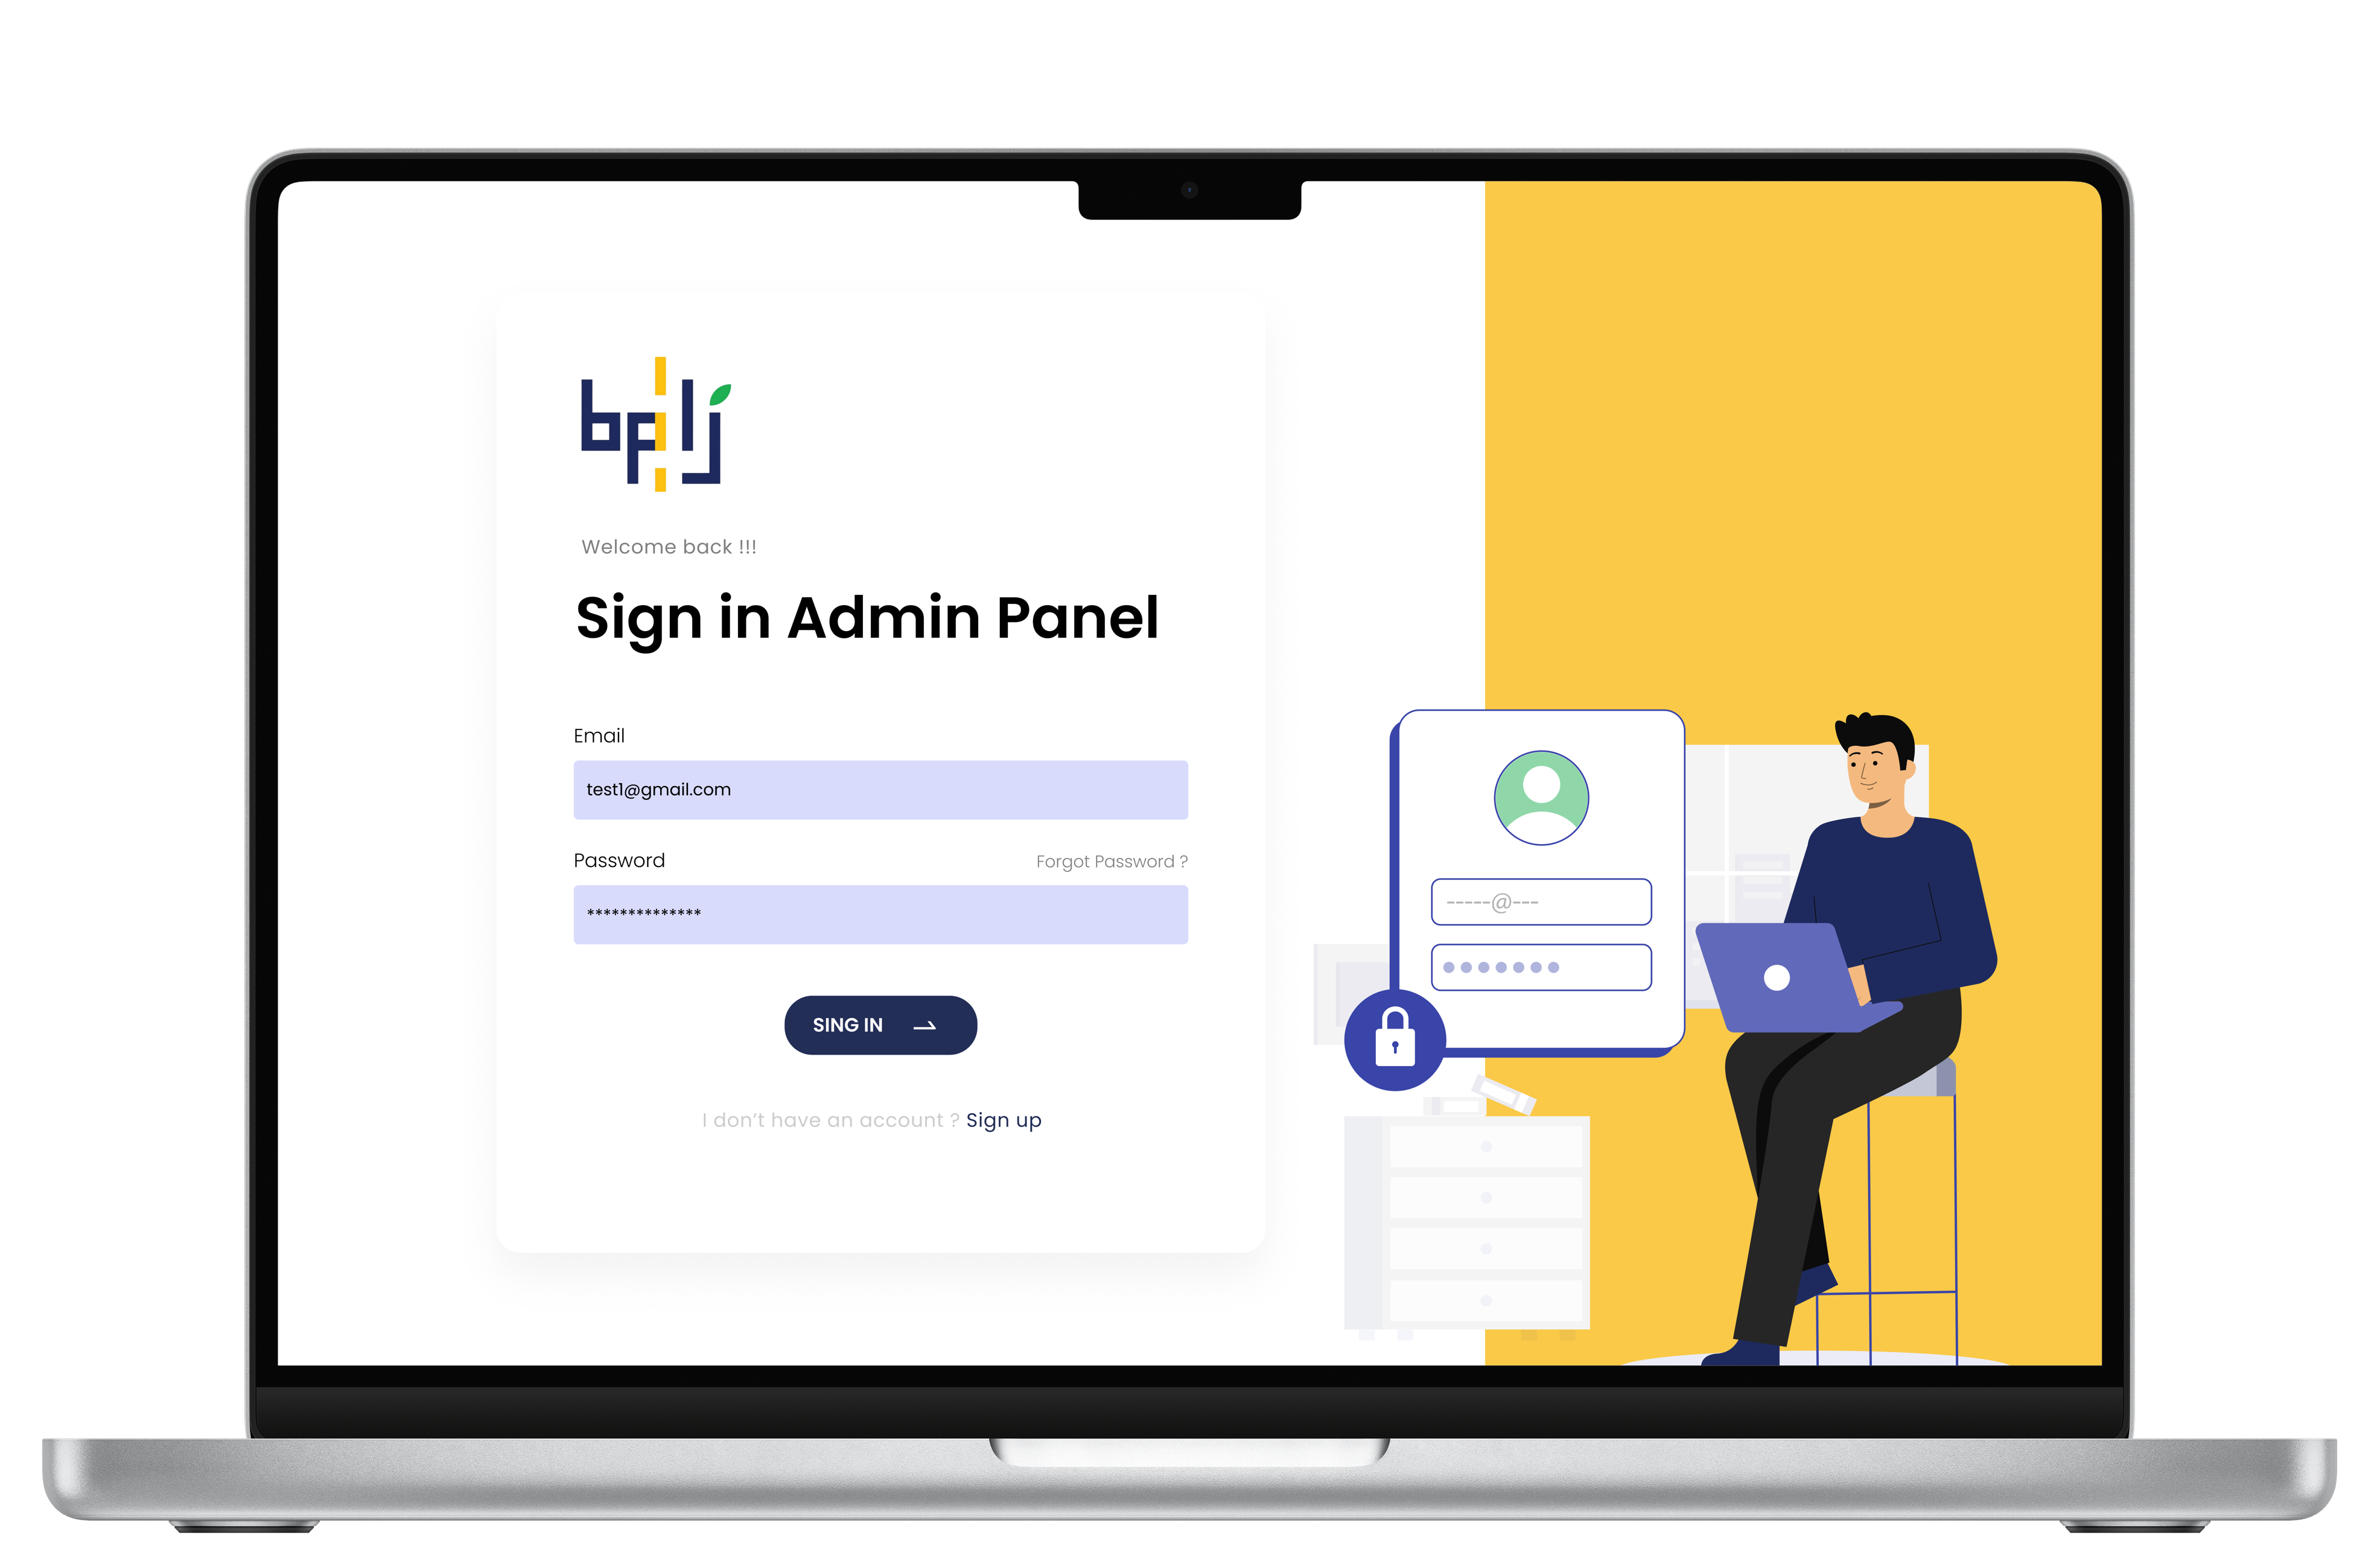 Welcome back !!!
Sign in Admin Panel
Email
test1@gmail.com
Password
Forgot Password ?
**************
SING IN
I don't have an account ? Sign up
-----@---